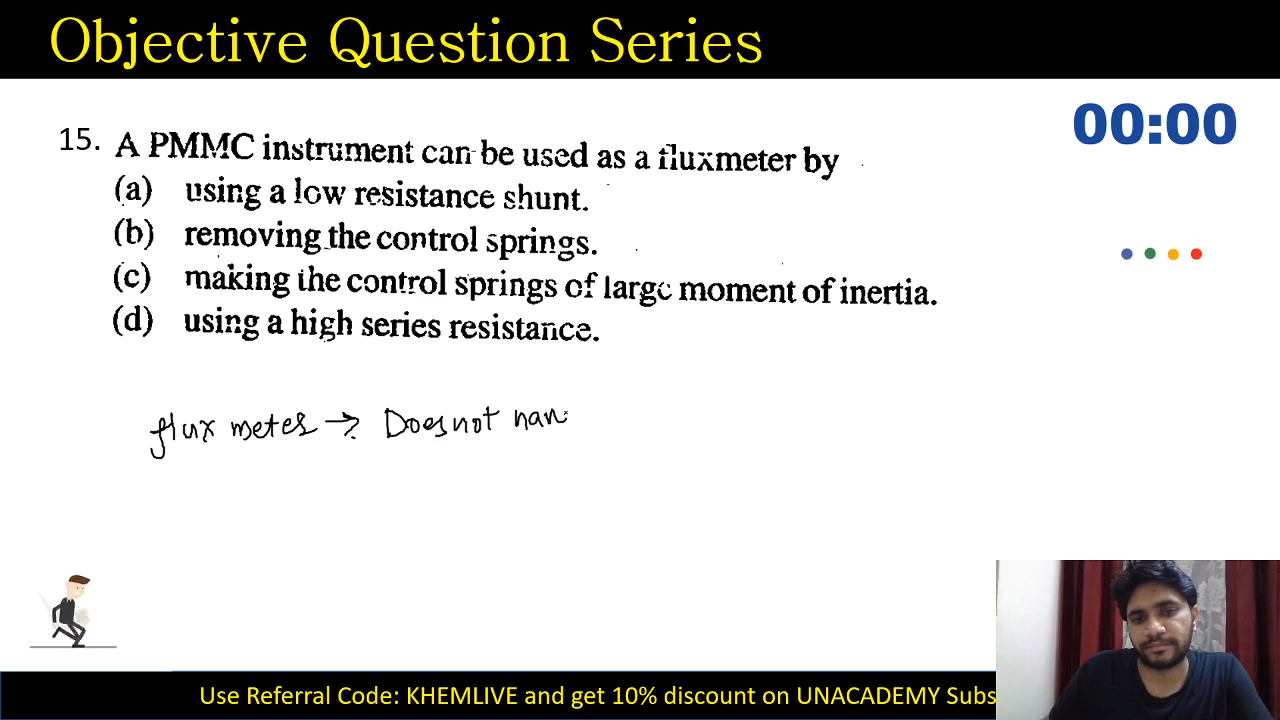 Objective Question Series
00:00
15. A PMMC instrument can be used as a fluxmeter by
(a) using a low resistance shunt.
(b) removing the control springs.
(c) making the control springs of large moment of inertia.
(d) using a high series resistance.
flux meter → Does not
Use Referral Code: KHEMLIVE and get 10% discount on UNACADEMY Subs